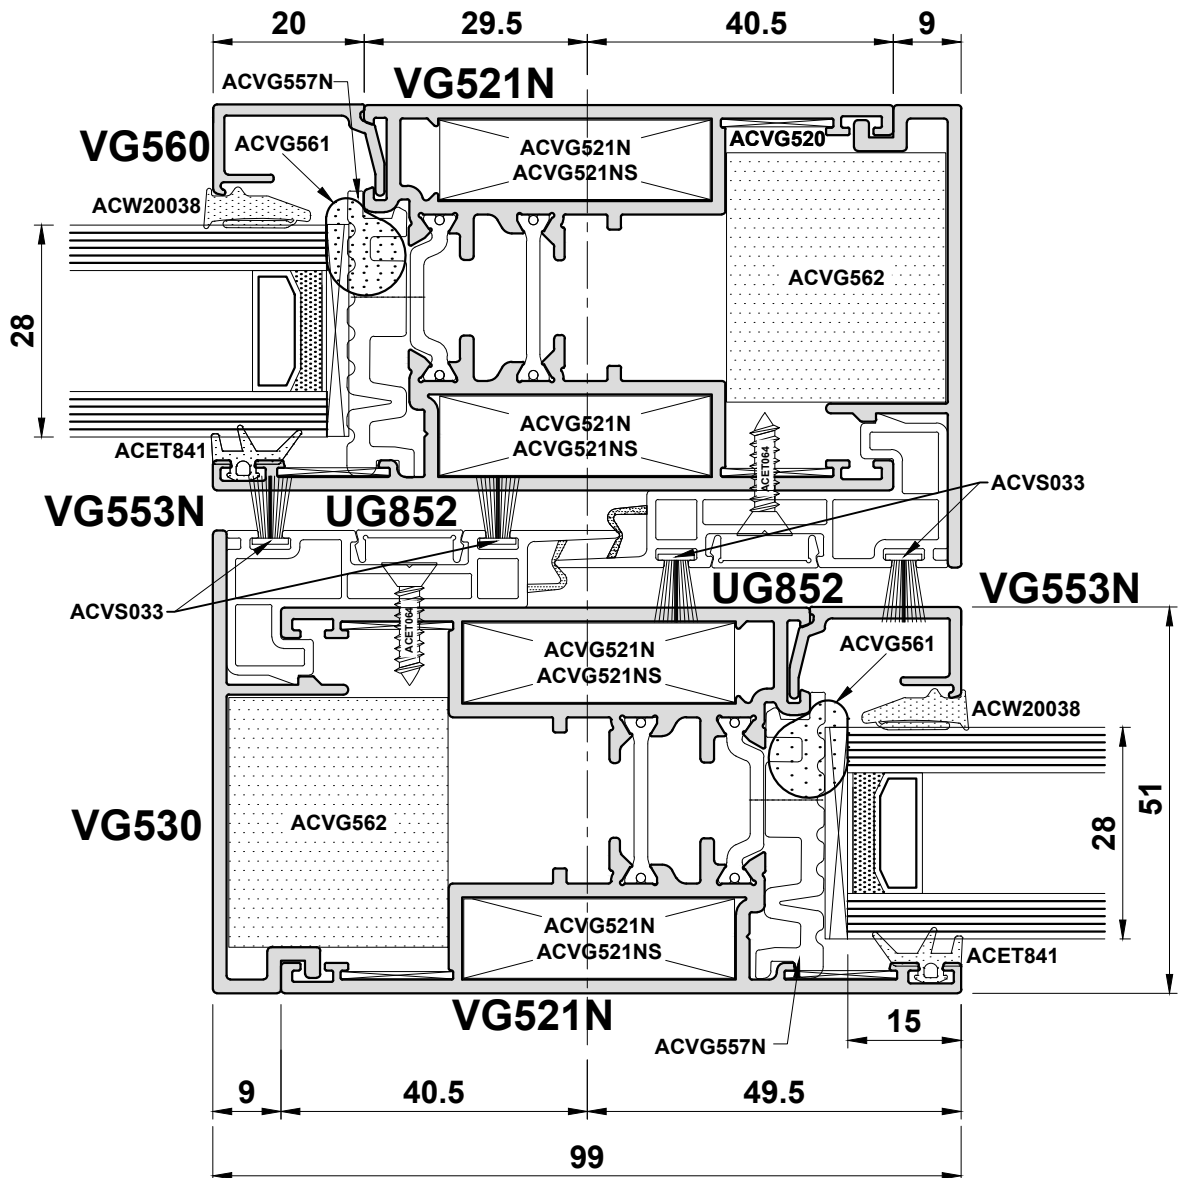 20
29.5
40.5
9
ACVG557N
VG521N
VG560
ACVG561
ACVG521N
ACVG521NS
ACVG520
ACW20038
ACVG562
28
ACVG521N
ACVG521NS
ACET841
ACET064
ACVS033
VG553N
UG852
UG852
VG553N
ACVS033
ACET064
ACVG521N
ACVG521NS
ACVG561
ACW20038
VG530
ACVG562
28
51
ACVG521N
ACVG521NS
ACET841
VG521N
ACVG557N
15
9
40.5
49.5
99